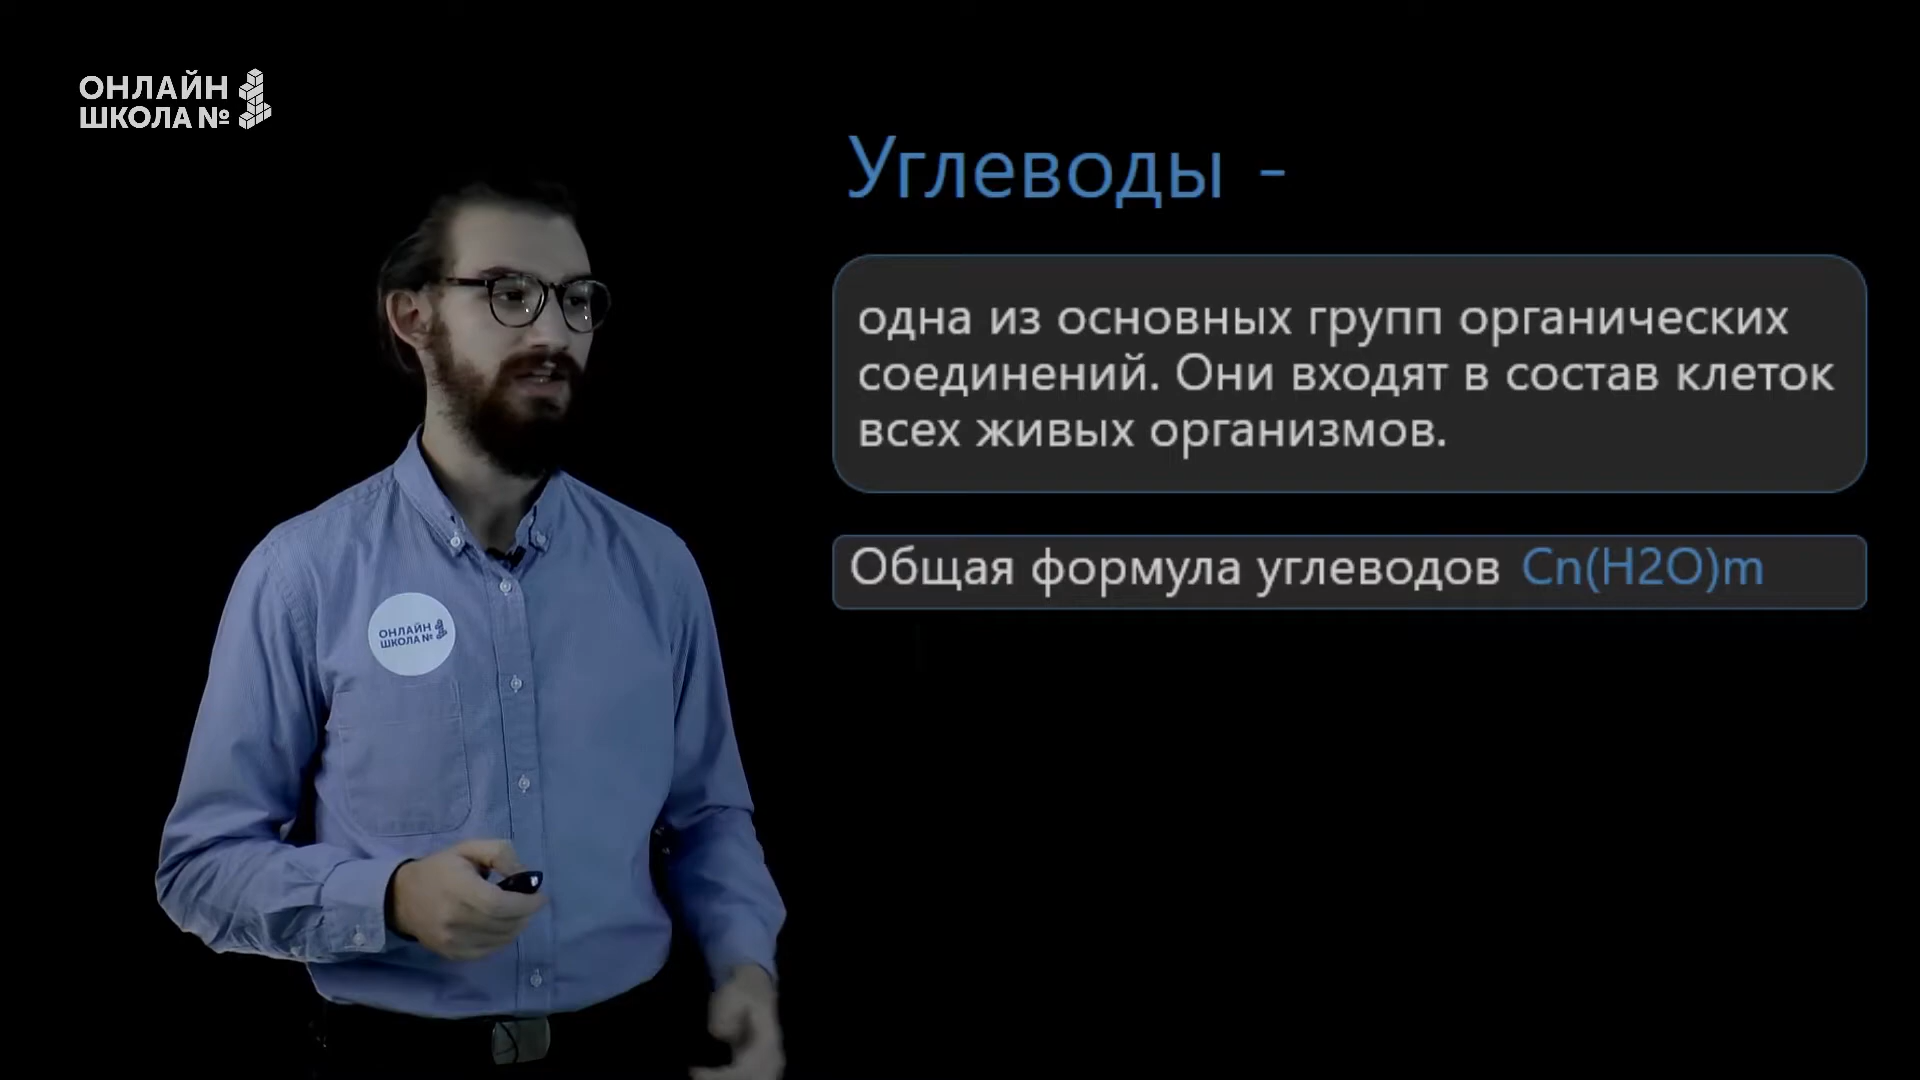 ОНЛАЙН
ШКОЛА №
Углеводы -
одна из основных групп органических
соединений. Они входят в состав клеток
всех живых организмов.
Общая формула углеводов Cn(H2O)m
ОНЛАЙН
ШКОЛА №